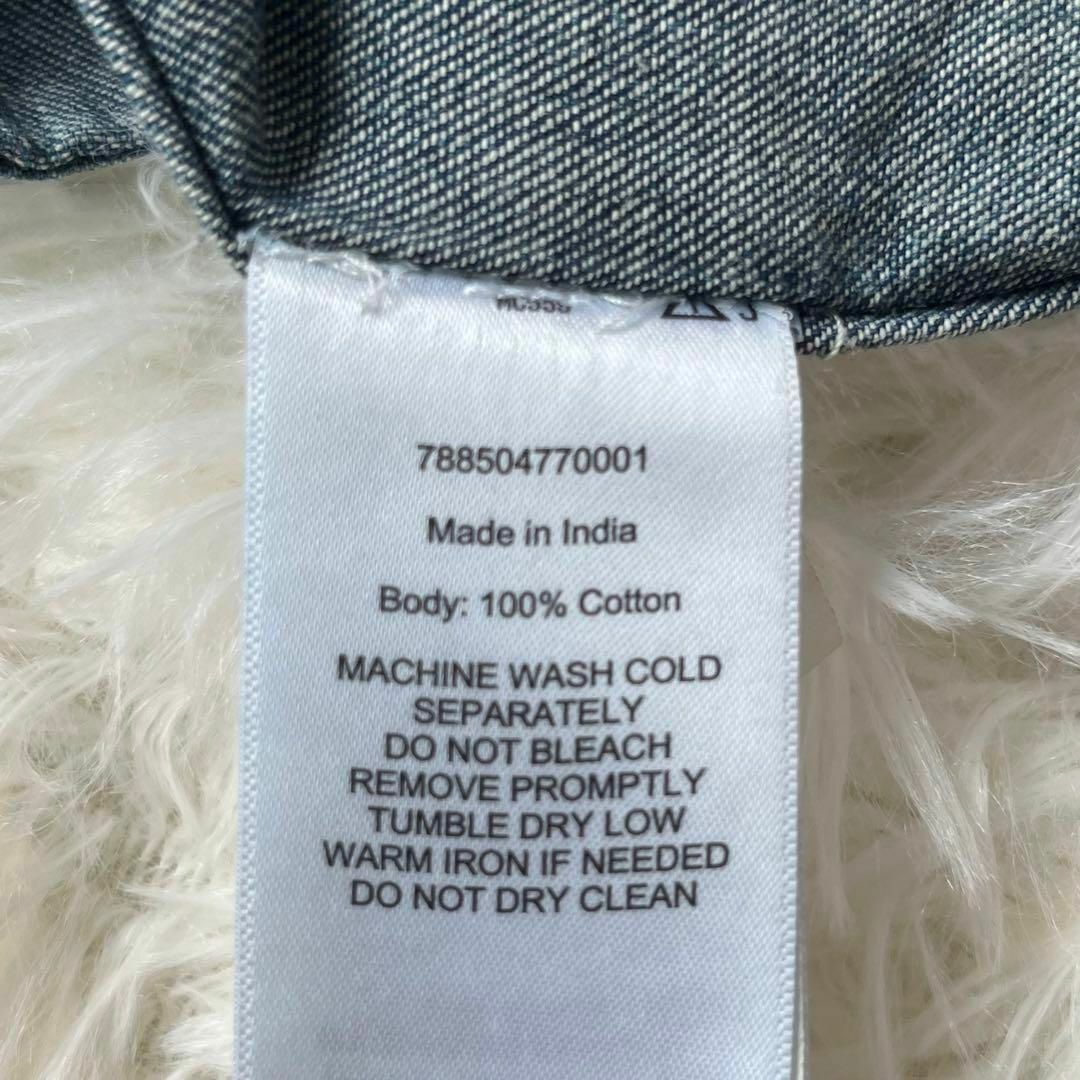 788504770001
Made in India
Body: 100% Cotton
MACHINE WASH COLD
SEPARATELY
DO NOT BLEACH
REMOVE PROMPTLY
TUMBLE DRY LOW
WARM IRON IF NEEDED
DO NOT DRY CLEAN